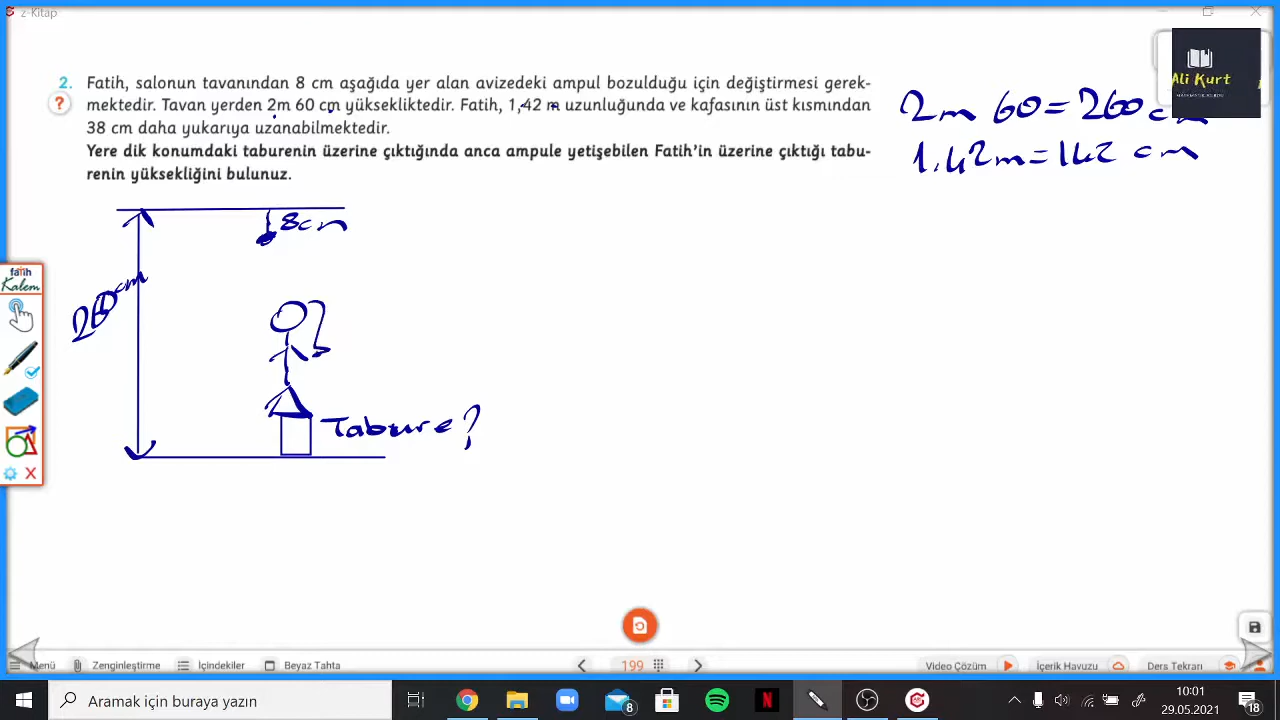 z-Kitap
2. Fatih, salonun tavanından 8 cm aşağıda yer alan avizedeki ampul bozulduğu için değiştirmesi gerek-
? mektedir. Tavan yerden 2m 60 cm yüksekliktedir. Fatih, 1,42 m uzunluğunda ve kafasının üst kısmından
38 cm daha yukarıya uzanabilmektedir.
Yere dik konumdaki taburenin üzerine çıktığında anca ampule yetişebilen Fatih'in üzerine çıktığı tabu-
renin yüksekliğini bulunuz.
Ali Kurt
2m 60 = 260 cm
1.42m = 142 cm
8cm
260 cm
Tabure?
fatih
Kalem
Menü
Zenginleştirme
İçindekiler
Beyaz Tahta
199
Video Çözüm
İçerik Havuzu
Ders Tekrarı
Aramak için buraya yazın
8
10:01
29.05.2021
18